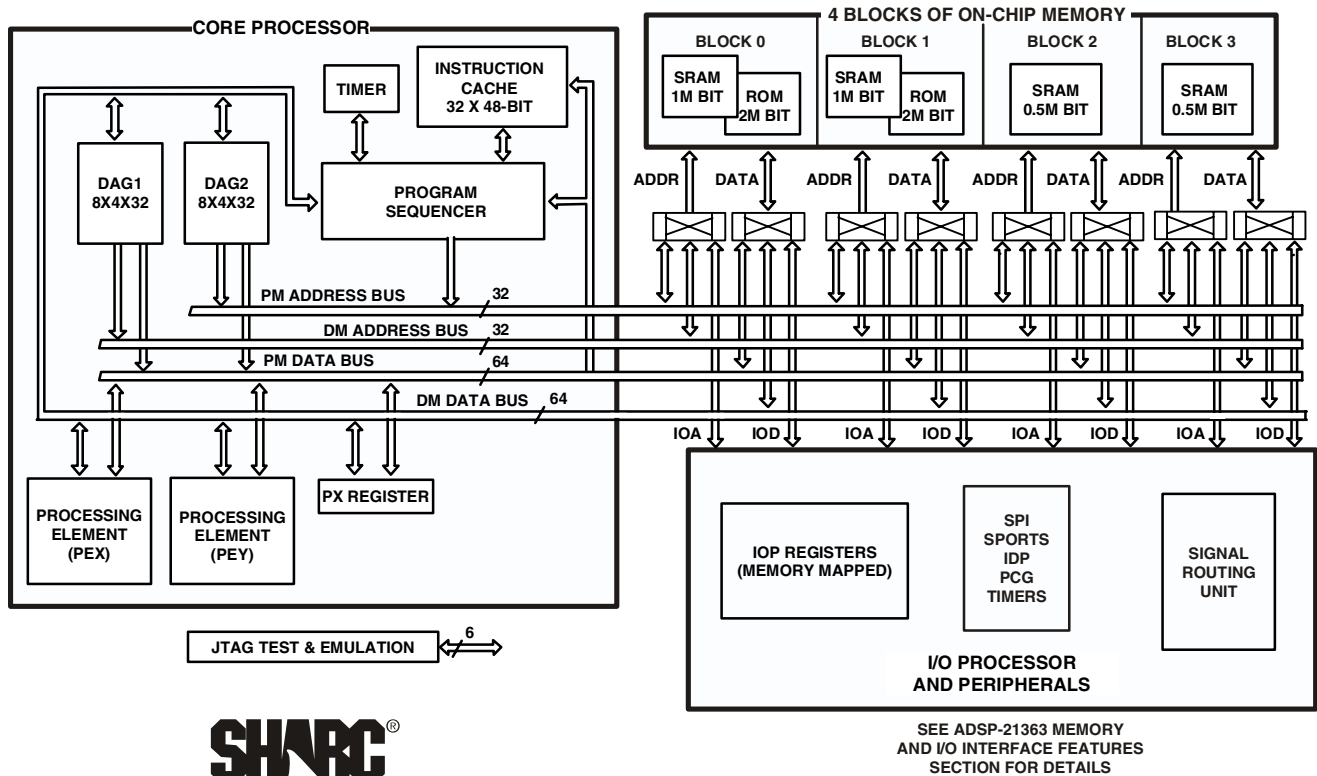 CORE PROCESSOR
TIMER
INSTRUCTION
CACHE
32 X 48-BIT
DAG1
8X4X32
DAG2
8X4X32
PROGRAM
SEQUENCER
PM ADDRESS BUS
32
DM ADDRESS BUS
32
PM DATA BUS
64
DM DATA BUS
64
PROCESSING
ELEMENT
(PEX)
PROCESSING
ELEMENT
(PEY)
PX REGISTER
JTAG TEST & EMULATION
6
SHARC®
4 BLOCKS OF ON-CHIP MEMORY
BLOCK 0
BLOCK 1
BLOCK 2
BLOCK 3
SRAM
1M BIT
ROM
2M BIT
SRAM
1M BIT
ROM
2M BIT
SRAM
0.5M BIT
SRAM
0.5M BIT
ADDR
DATA
ADDR
DATA
ADDR
DATA
ADDR
DATA
IOA
IOD
IOA
IOD
IOA
IOD
IOA
IOD
IOP REGISTERS
(MEMORY MAPPED)
SPI
SPORTS
IDP
PCG
TIMERS
SIGNAL
ROUTING
UNIT
I/O PROCESSOR
AND PERIPHERALS
SEE ADSP-21363 MEMORY
AND I/O INTERFACE FEATURES
SECTION FOR DETAILS